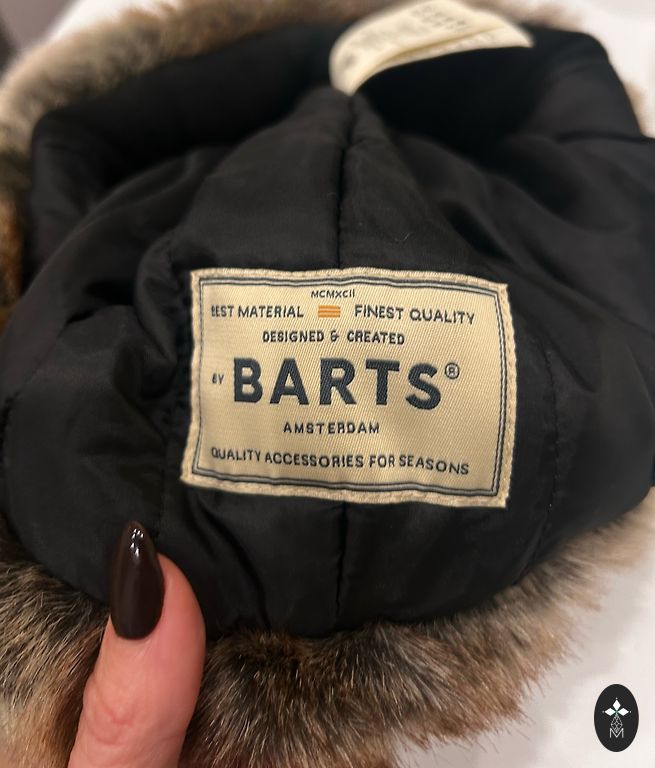 MCMXCII
BEST MATERIAL FINEST QUALITY
DESIGNED & CREATED
BY BARTS®
AMSTERDAM
QUALITY ACCESSORIES FOR SEASONS
M